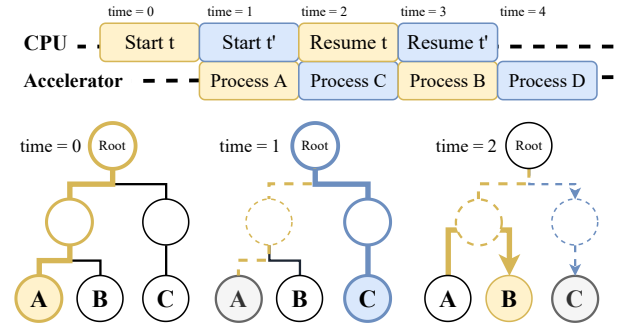 time = 0 time = 1 time = 2 time = 3 time = 4
CPU Start t Start t' Resume t Resume t'
Accelerator Process A Process C Process B Process D
time = 0 Root time = 1 Root time = 2 Root
A B C A B C A B C